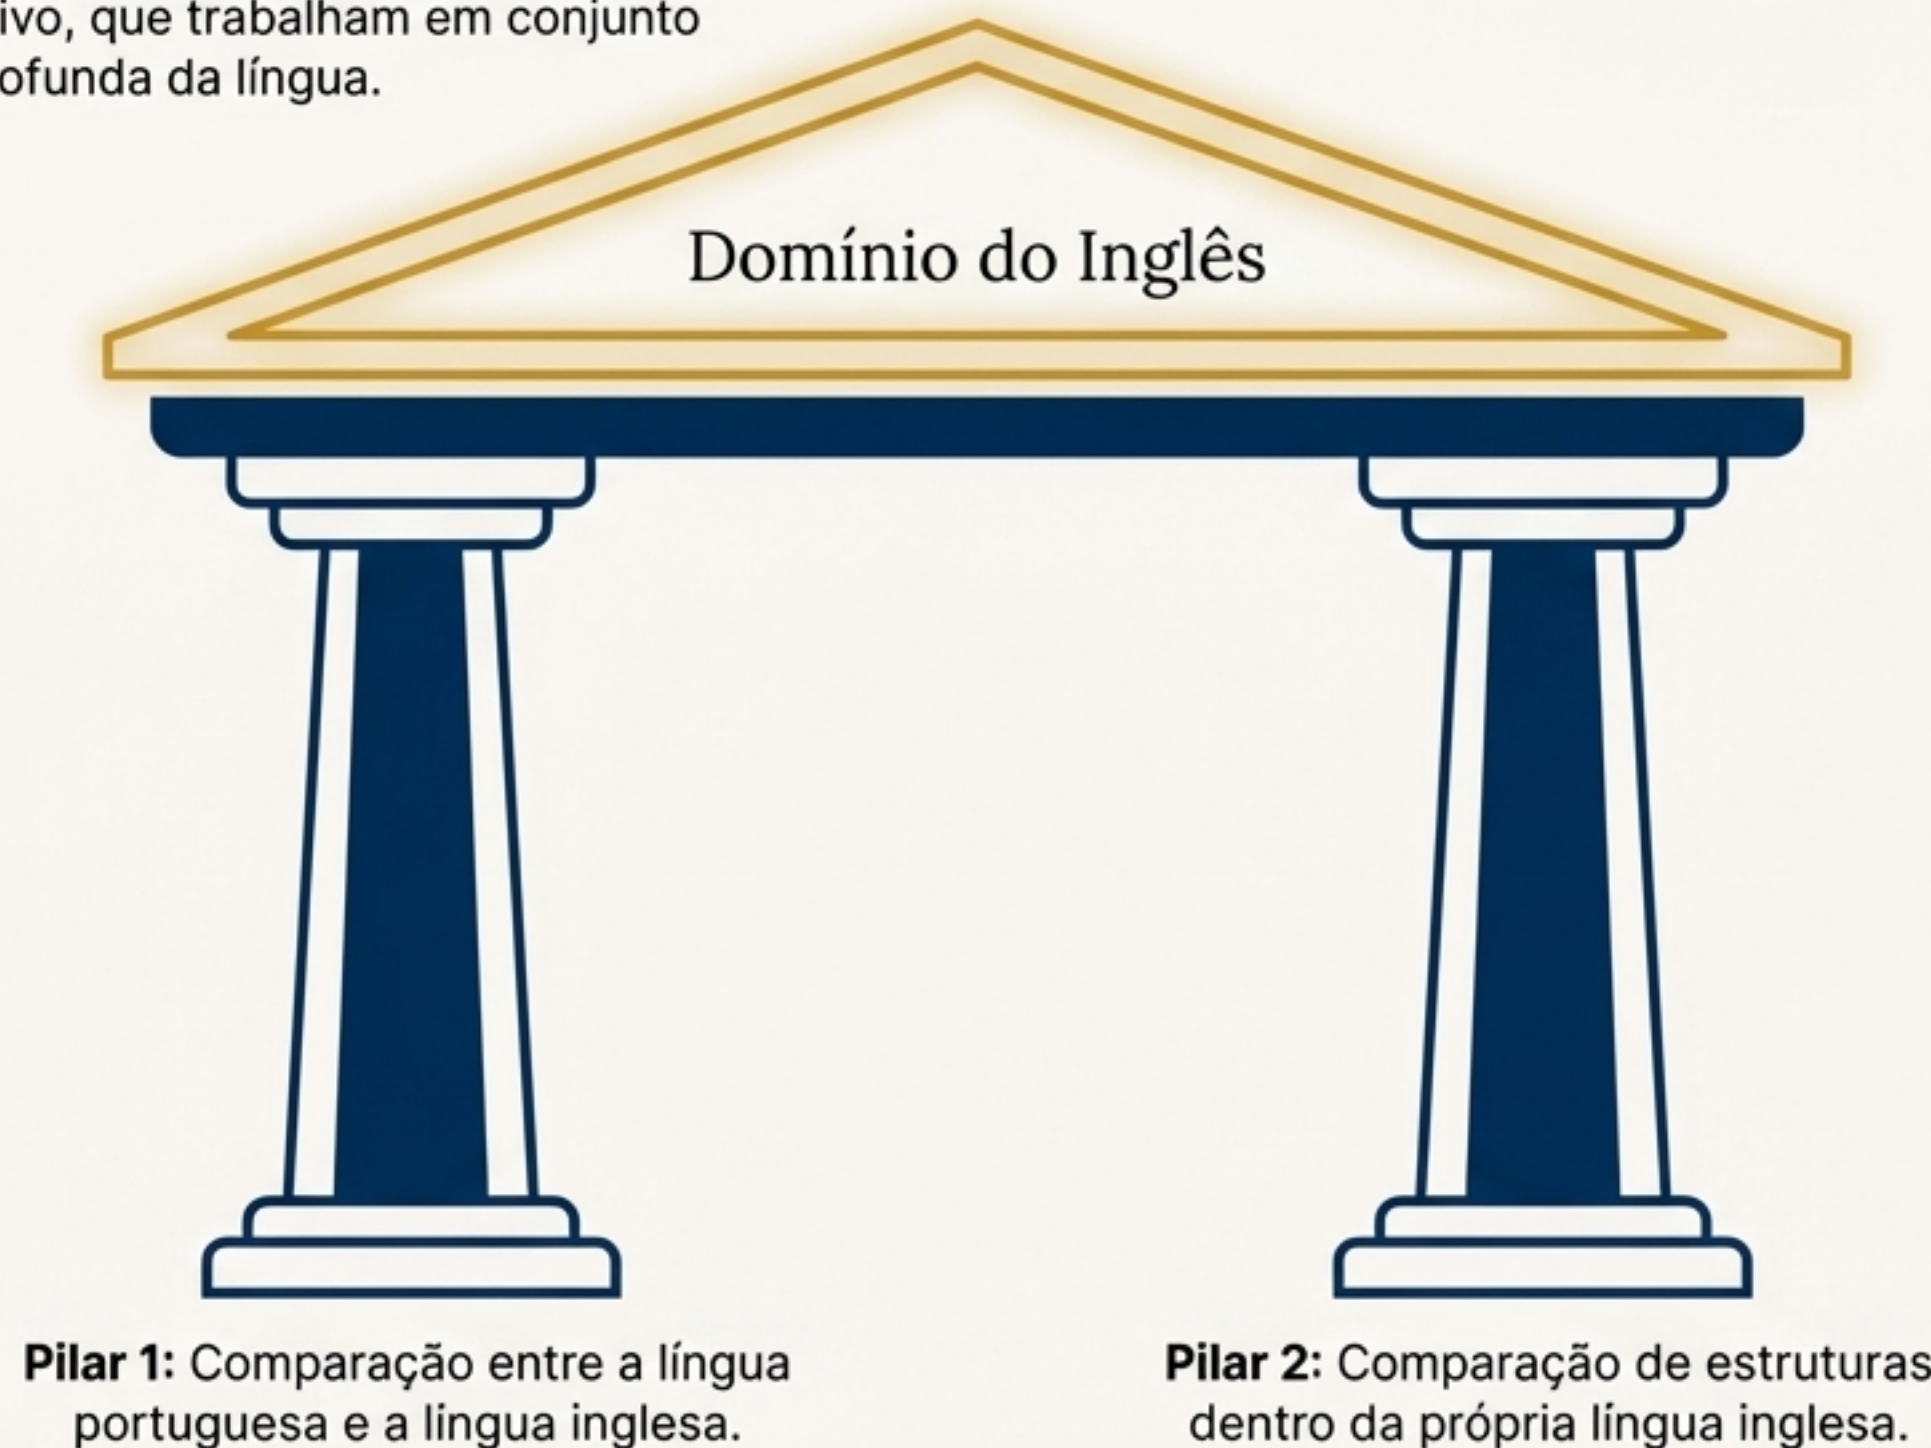 ivo, que trabalham em conjunto
ofunda da língua.
Domínio do Inglês
Pilar 1: Comparação entre a língua
portuguesa e a língua inglesa.
Pilar 2: Comparação de estruturas
dentro da própria língua inglesa.